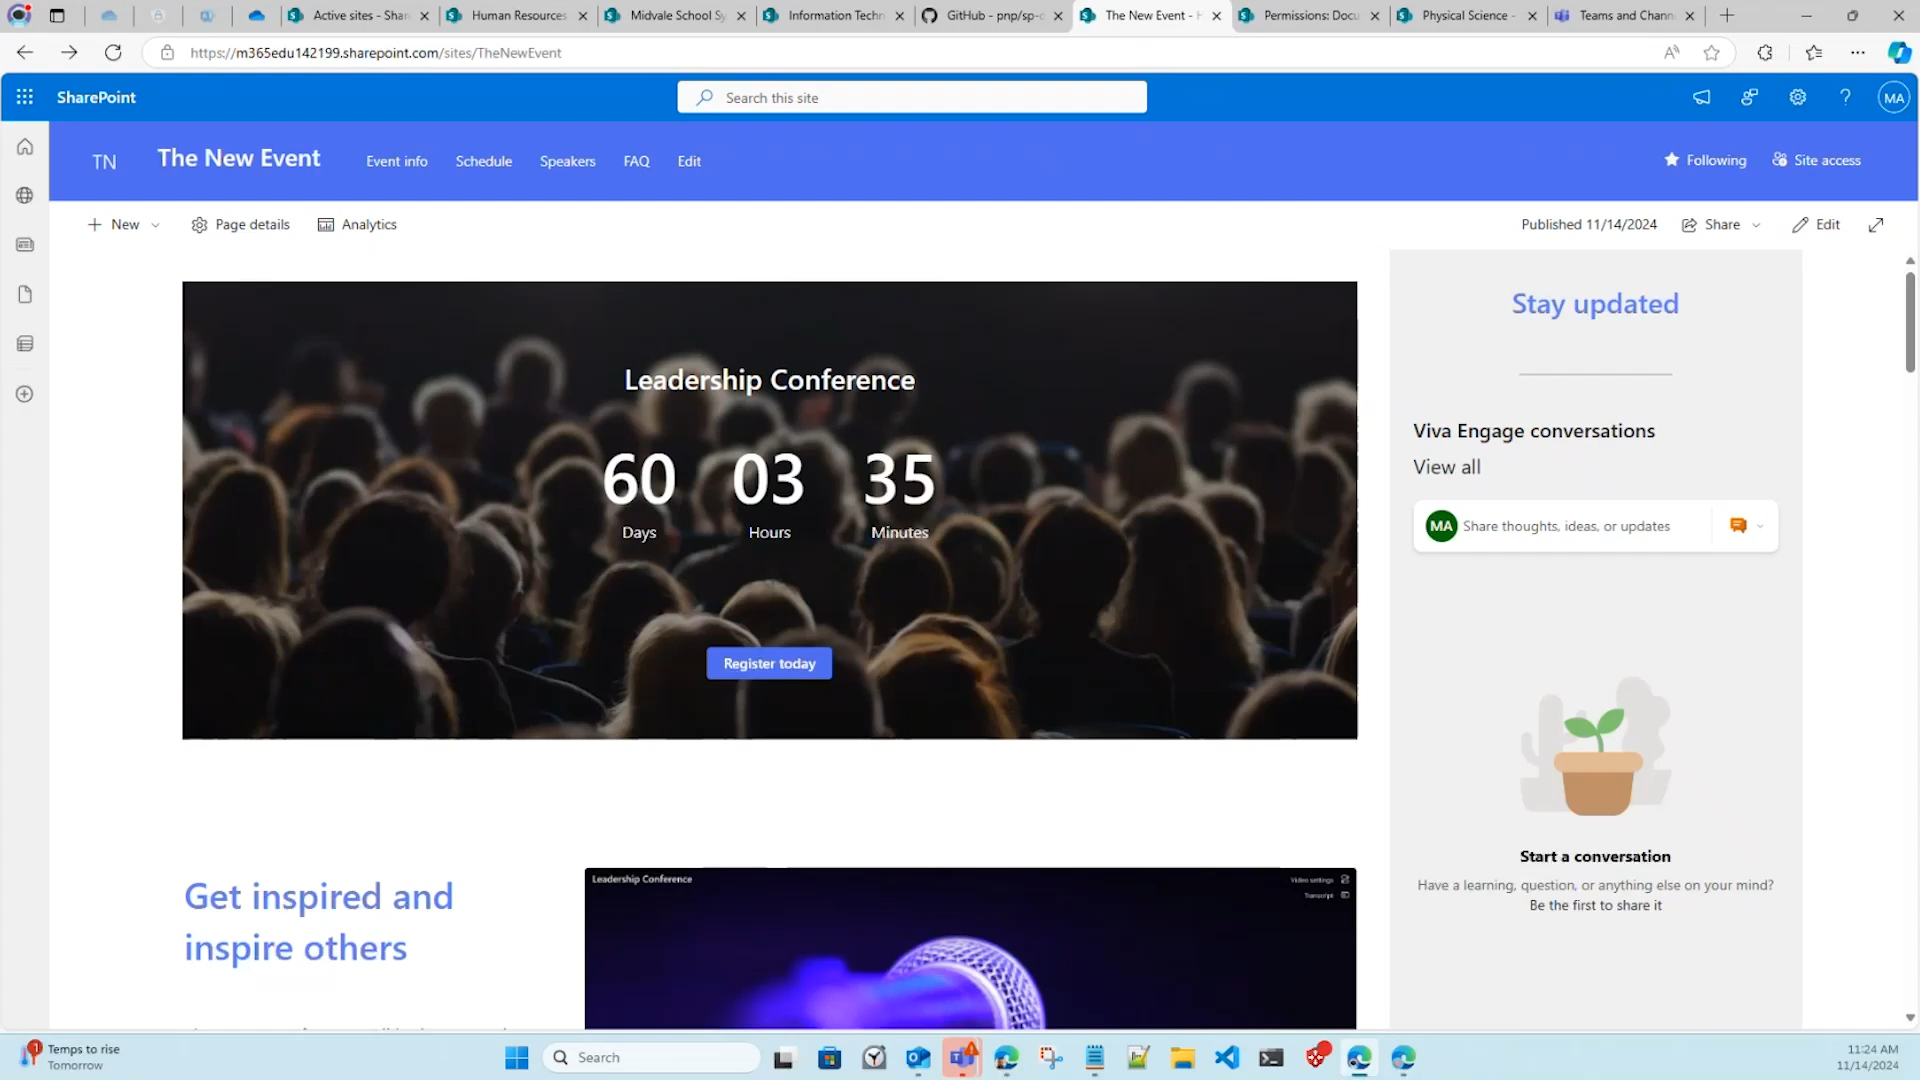 Active sites - Shar
Human Resources
Midvale School Sy
Information Techn
GitHub - pnp/sp-d
The New Event - H
Permissions: Docu
Physical Science -
Teams and Chann
https://m365edu142199.sharepoint.com/sites/TheNewEvent
SharePoint
Search this site
MA
TN
The New Event
Event info
Schedule
Speakers
FAQ
Edit
Following
Site access
New
Page details
Analytics
Published 11/14/2024
Share
Edit
Leadership Conference
60 03 35
Days Hours Minutes
Register today
Stay updated
Viva Engage conversations
View all
MA Share thoughts, ideas, or updates
Start a conversation
Have a learning, question, or anything else on your mind?
Be the first to share it
Get inspired and
inspire others
Leadership Conference
Video settings
Transcript
1
Temps to rise
Tomorrow
Search
11:24 AM
11/14/2024